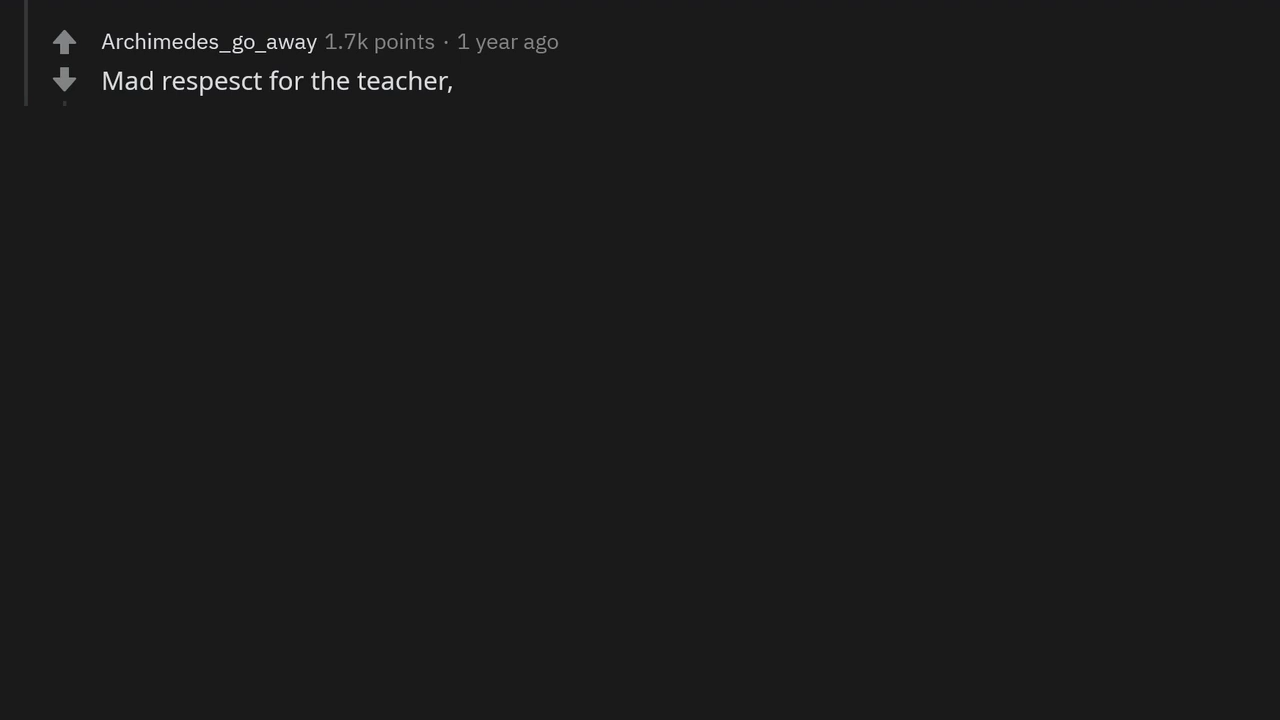 Archimedes_go_away 1.7k points · 1 year ago
Mad respesct for the teacher,